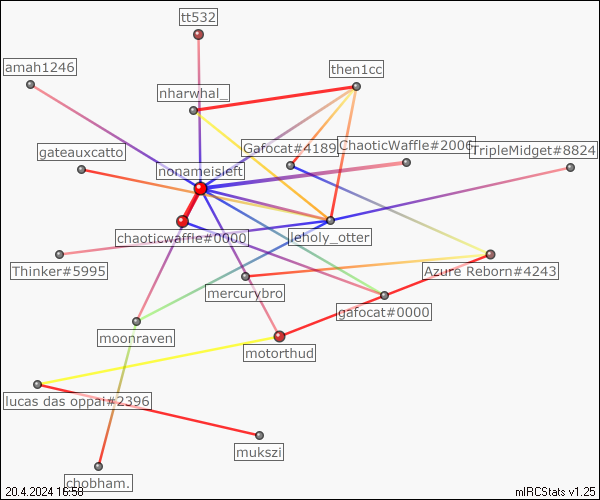 tt532
amah1246
then1cc
nharwhal_
Gafocat#4189
ChaoticWaffle#2006
TripleMidget#8824
gateauxcatto
nonameisleft
chaoticwaffle#0000
leholy_otter
Thinker#5995
Azure Reborn#4243
mercurybro
gafocat#0000
moonraven
motorthud
lucas das oppai#2396
mukszi
chobham.
20.4.2024 16:58
mIRCStats v1.25